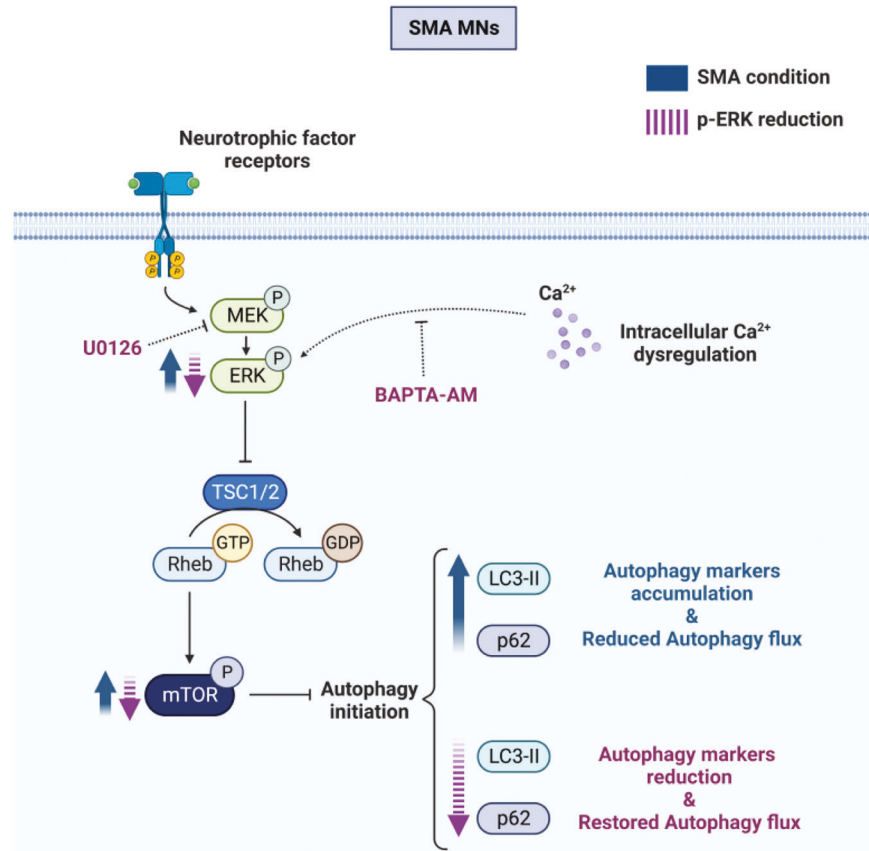 SMA MNs
SMA condition
p-ERK reduction
Neurotrophic factor
receptors
P
P
P
P
P
MEK
U0126
P
ERK
Ca²⁺
Intracellular Ca²⁺
dysregulation
BAPTA-AM
TSC1/2
GTP
Rheb
GDP
Rheb
P
mTOR
Autophagy
initiation
LC3-II
p62
Autophagy markers
accumulation
&
Reduced Autophagy flux
LC3-II
p62
Autophagy markers
reduction
&
Restored Autophagy flux